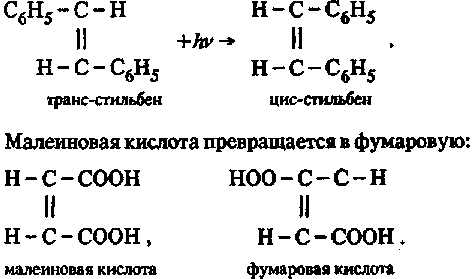 C₆H₅-C-H H-C-C₆H₅
|| +hν→ || .
H-C-C₆H₅ H-C-C₆H₅
транс-стильбен цис-стильбен
Малеиновая кислота превращается в фумаровую:
H-C-COOH HOO-C-C-H
|| ||
H-C-COOH, H-C-COOH.
малеиновая кислота фумаровая кислота